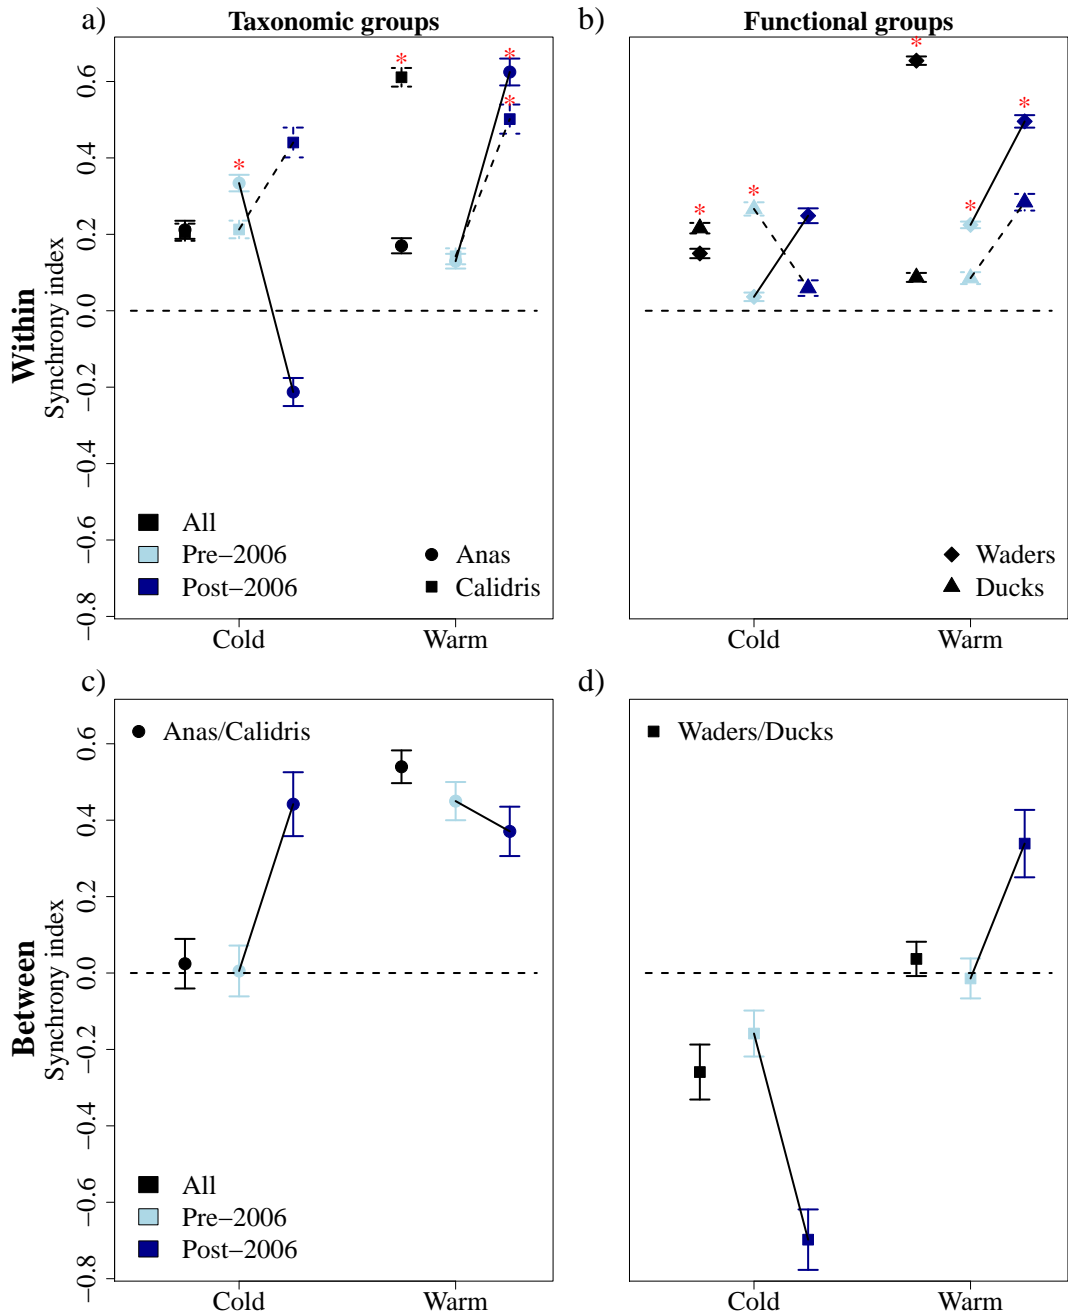 a) Taxonomic groups
b) Functional groups
Within
Synchrony index
0.6
0.4
0.2
0.0
−0.2
−0.4
−0.6
−0.8
*
*
*
*
All
Pre−2006
Post−2006
Anas
Calidris
Cold
Warm
*
*
*
*
*
Waders
Ducks
Cold
Warm
c)
Between
Synchrony index
0.6
0.4
0.2
0.0
−0.2
−0.4
−0.6
−0.8
Anas/Calidris
All
Pre−2006
Post−2006
Cold
Warm
d)
Waders/Ducks
Cold
Warm